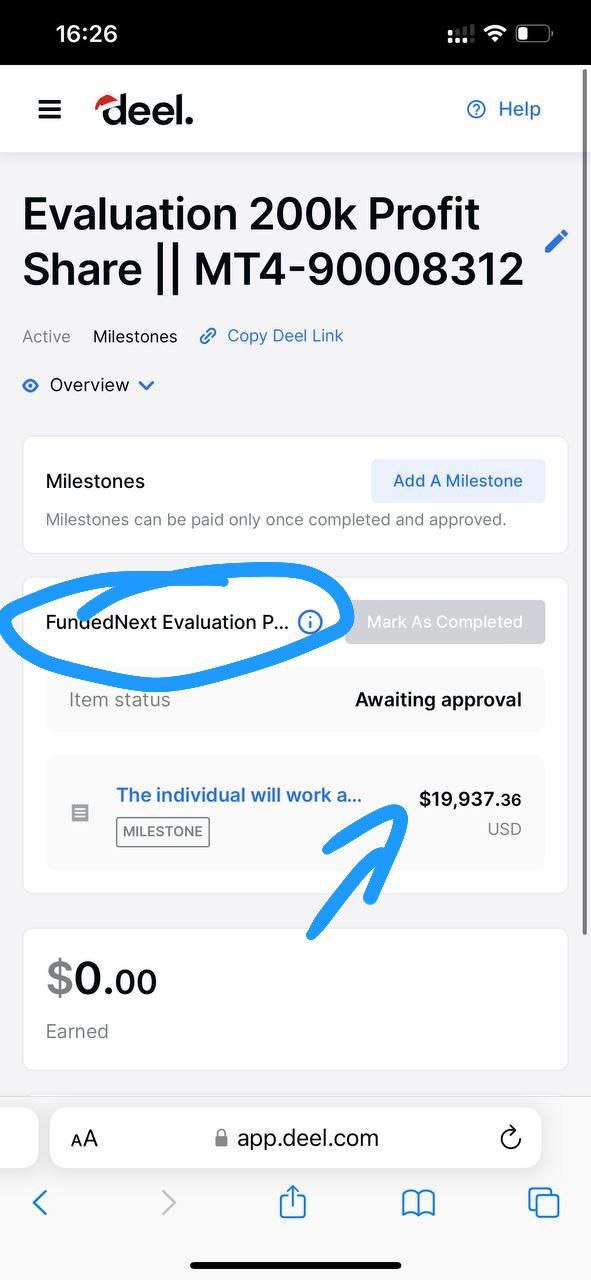 16:26
deel.
Help
Evaluation 200k Profit
Share || MT4-90008312
Active Milestones Copy Deel Link
Overview
Milestones
Add A Milestone
Milestones can be paid only once completed and approved.
FundedNext Evaluation P...
Mark As Completed
Item status
Awaiting approval
The individual will work a...
$19,937.36
MILESTONE
USD
$0.00
Earned
AA
app.deel.com